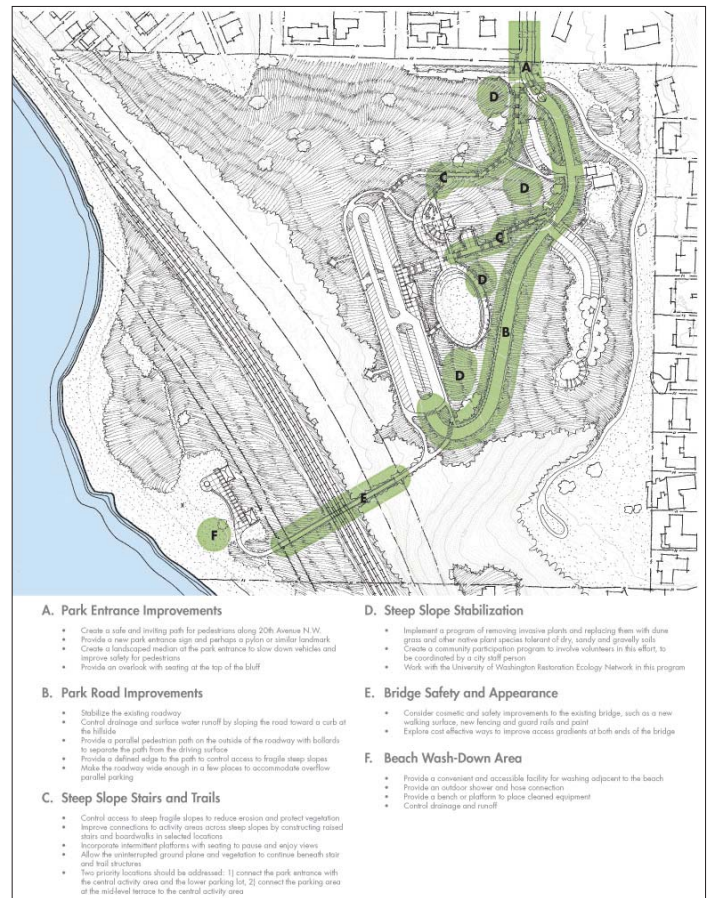 A
D
C
D
C
D
B
D
E
F
A. Park Entrance Improvements
• Create a safe and inviting path for pedestrians along 20th Avenue N.W.
• Provide a new park entrance sign and perhaps a pylon or similar landmark
• Create a landscaped median at the park entrance to slow down vehicles and
improve safety for pedestrians
• Provide an overlook with seating at the top of the bluff
B. Park Road Improvements
• Stabilize the existing roadway
• Control drainage and surface water runoff by sloping the road toward a curb at
the hillside
• Provide a parallel pedestrian path on the outside of the roadway with bollards
to separate the path from the driving surface
• Provide a defined edge to the path to control access to fragile steep slopes
• Make the roadway wide enough in a few places to accommodate overflow
parallel parking.
C. Steep Slope Stairs and Trails
• Control access to steep fragile slopes to reduce erosion and protect vegetation
• Improve connections to activity areas across steep slopes by constructing raised
stairs and boardwalks in selected locations
• Incorporate intermittent platforms with seating to pause and enjoy views
• Allow the uninterrupted ground plane and vegetation to continue beneath stair
and trail structures
• Two priority locations should be addressed: 1) connect the park entrance with
the central activity area and the lower parking lot, 2) connect the parking area
at the mid-level terrace to the central activity area
D. Steep Slope Stabilization
• Implement a program of removing invasive plants and replacing them with dune
grass and other native plant species tolerant of dry, sandy and gravelly soils
• Create a community participation program to involve volunteers in this effort, to
be coordinated by a city staff person
• Work with the University of Washington Restoration Ecology Network in this program
E. Bridge Safety and Appearance
• Consider cosmetic and safety improvements to the existing bridge, such as a new
walking surface, new fencing and guard rails and paint
• Explore cost effective ways to improve access gradients at both ends of the bridge
F. Beach Wash-Down Area
• Provide a convenient and accessible facility for washing adjacent to the beach
• Provide an outdoor shower and hose connection
• Provide a bench or platform to place cleaned equipment
• Control drainage and runoff